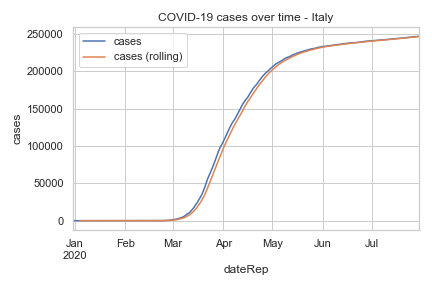 COVID-19 cases over time - Italy
cases
cases (rolling)
250000
200000
150000
100000
50000
0
cases
Jan Feb Mar Apr May Jun Jul
2020
dateRep